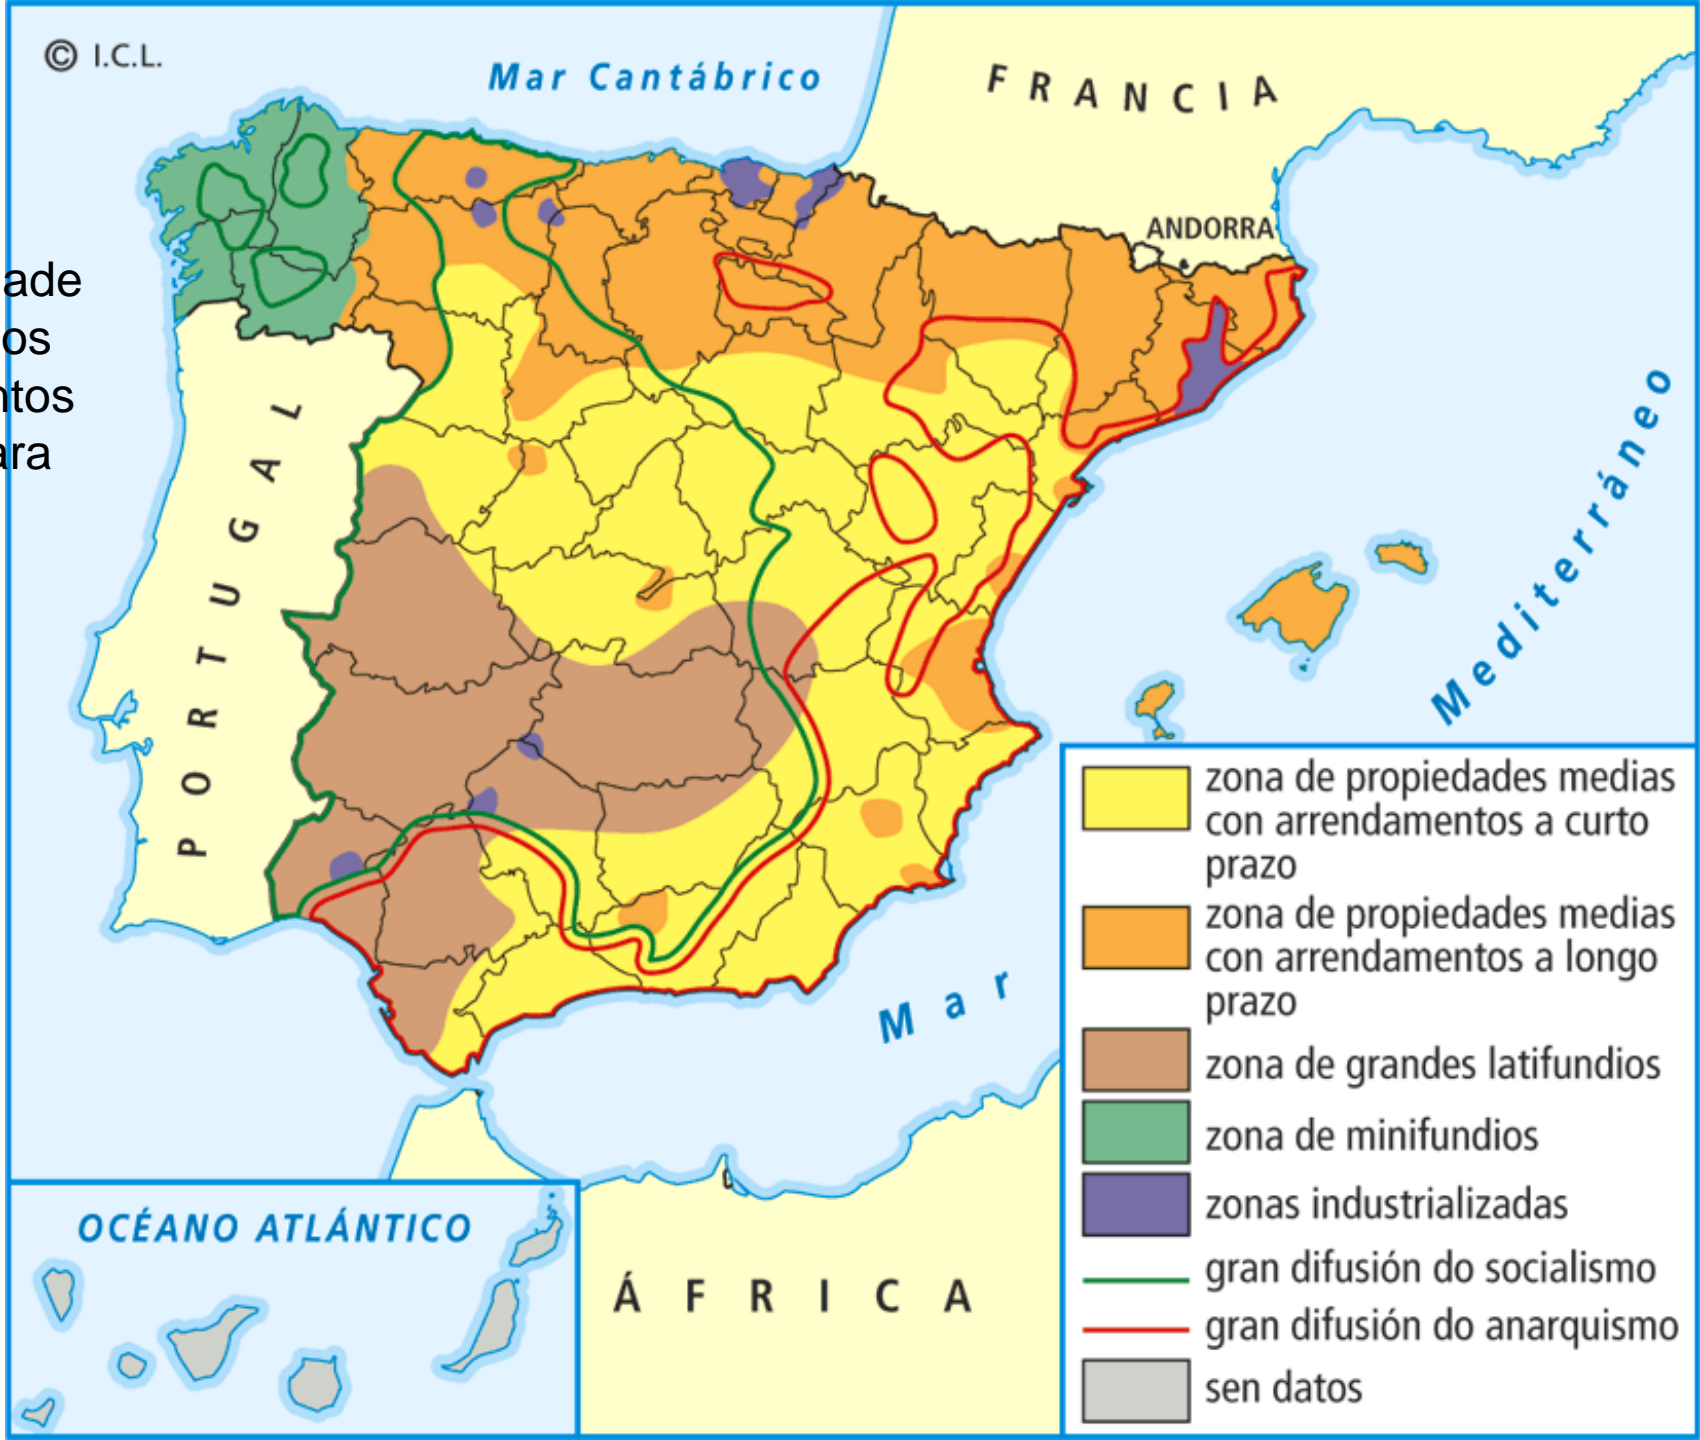 © I.C.L.
Mar Cantábrico
FRANCIA
ANDORRA
ade
os
ntos
ara
PORTUGAL
Mar Mediterráneo
zona de propiedades medias
con arrendamentos a curto
prazo
zona de propiedades medias
con arrendamentos a longo
prazo
zona de grandes latifundios
zona de minifundios
zonas industrializadas
gran difusión do socialismo
gran difusión do anarquismo
sen datos
OCÉANO ATLÁNTICO
ÁFRICA